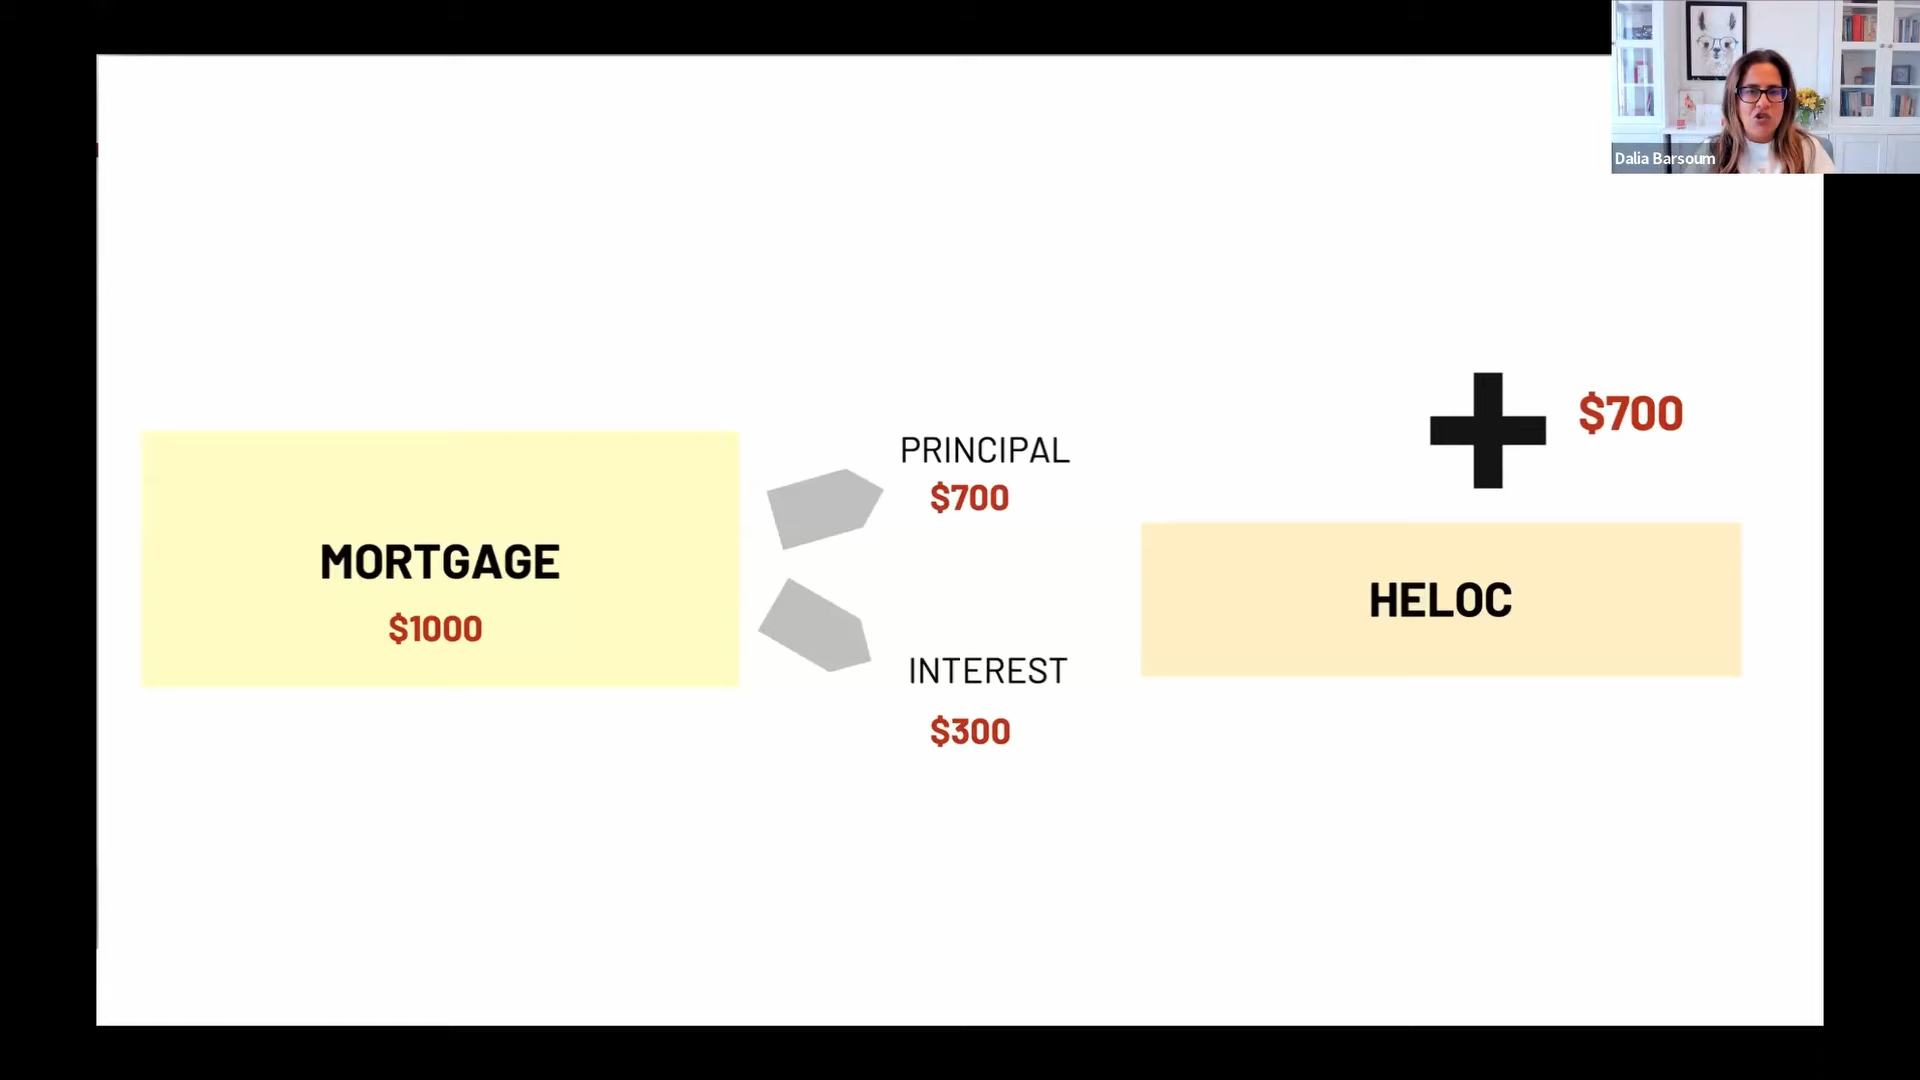 Dalia Barsoum
MORTGAGE
$1000
PRINCIPAL
$700
INTEREST
$300
$700
HELOC